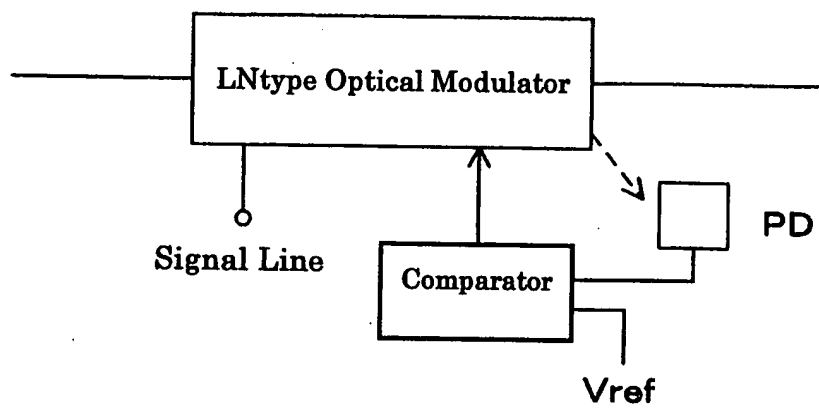 LNtype Optical Modulator
PD
Signal Line
Comparator
Vref